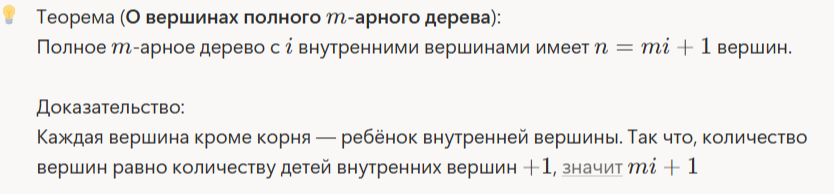 Теорема (О вершинах полного m-арного дерева):
Полное m-арное дерево с i внутренними вершинами имеет n = mi + 1 вершин.
Доказательство:
Каждая вершина кроме корня — ребёнок внутренней вершины. Так что, количество
вершин равно количеству детей внутренних вершин +1, значит mi + 1